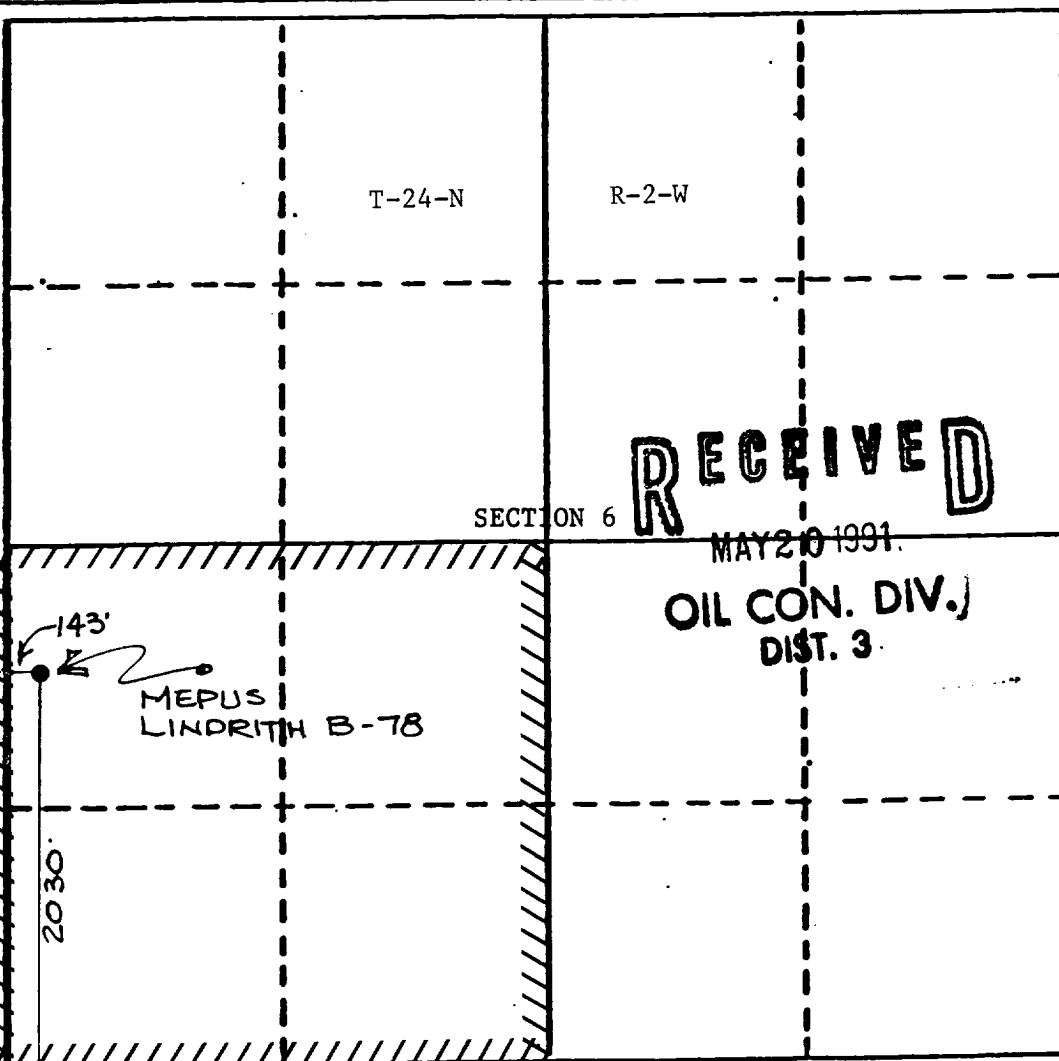 T-24-N R-2-W
RECEIVED
SECTION 6
MAY 20 1991
OIL CON. DIV.
DIST. 3
143'
MEPUS
LINDRITH B-78
2030'